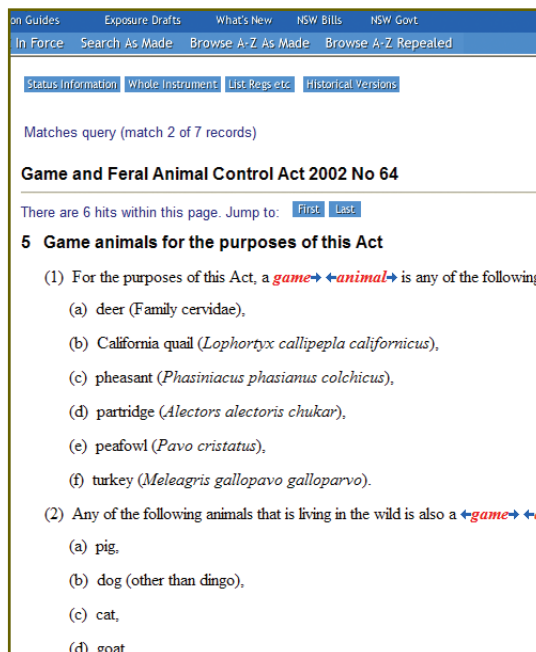 on Guides Exposure Drafts What's New NSW Bills NSW Govt
In Force Search As Made Browse A-Z As Made Browse A-Z Repealed
Status Information Whole Instrument List Regs etc Historical Versions
Matches query (match 2 of 7 records)
Game and Feral Animal Control Act 2002 No 64
There are 6 hits within this page. Jump to: First Last
5 Game animals for the purposes of this Act
(1) For the purposes of this Act, a game→ ←animal→ is any of the following
(a) deer (Family cervidae),
(b) California quail (Lophortyx callipepla californicus),
(c) pheasant (Phasiniacus phasianus colchicus),
(d) partridge (Alectors alectoris chukar),
(e) peafowl (Pavo cristatus),
(f) turkey (Meleagris gallopavo galloparvo).
(2) Any of the following animals that is living in the wild is also a ←game→ ←
(a) pig,
(b) dog (other than dingo),
(c) cat,
(d) goat